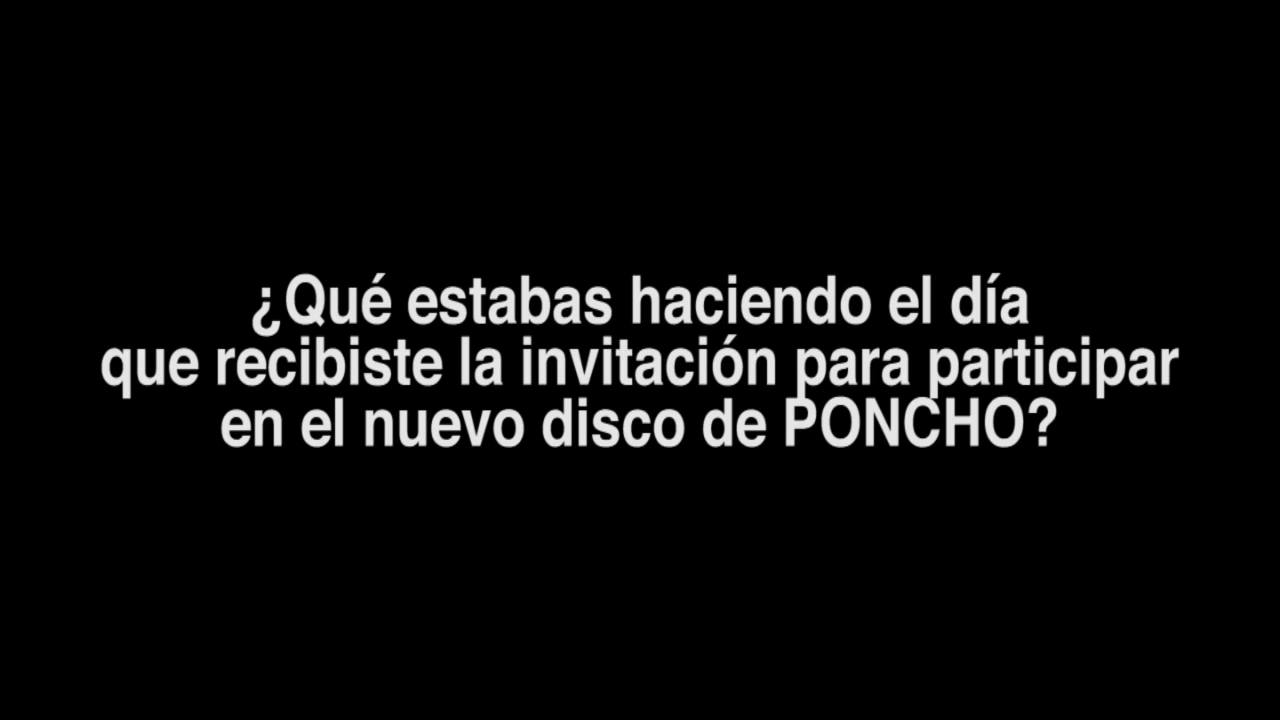 ¿Qué estabas haciendo el día
que recibiste la invitación para participar
en el nuevo disco de PONCHO?